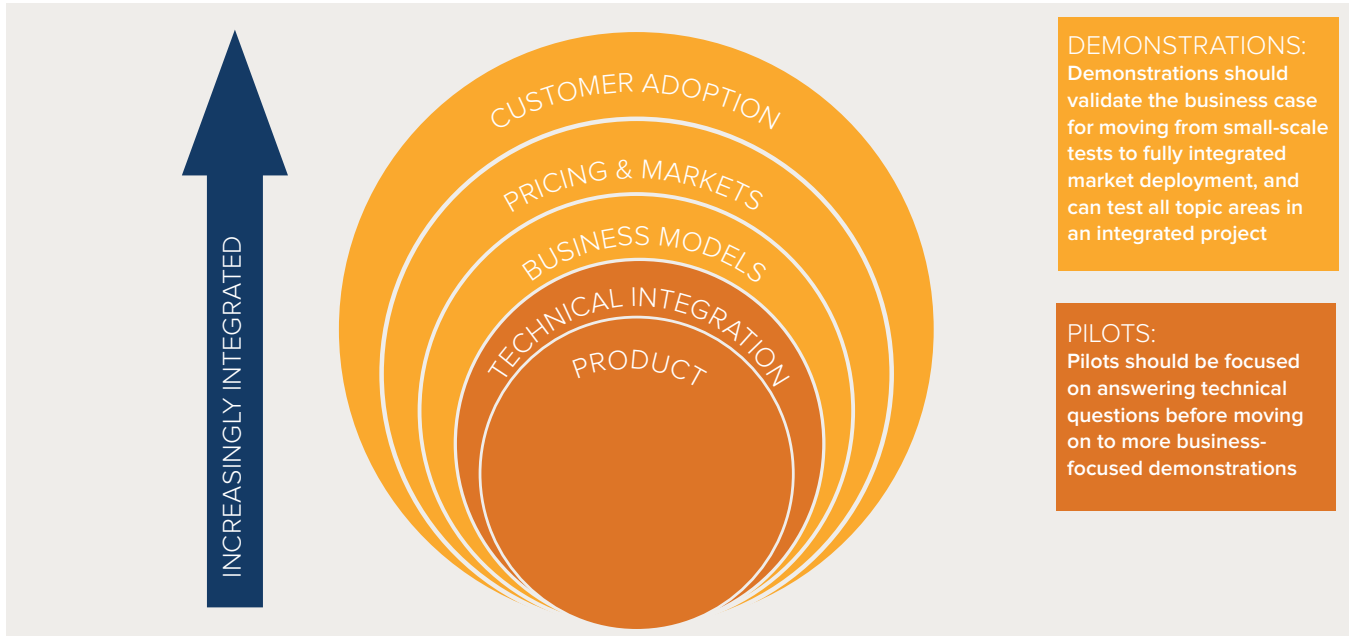 INCREASINGLY INTEGRATED
CUSTOMER ADOPTION
PRICING & MARKETS
BUSINESS MODELS
TECHNICAL INTEGRATION
PRODUCT
DEMONSTRATIONS:
Demonstrations should
validate the business case
for moving from small-scale
tests to fully integrated
market deployment, and
can test all topic areas in
an integrated project
PILOTS:
Pilots should be focused
on answering technical
questions before moving
on to more business-
focused demonstrations